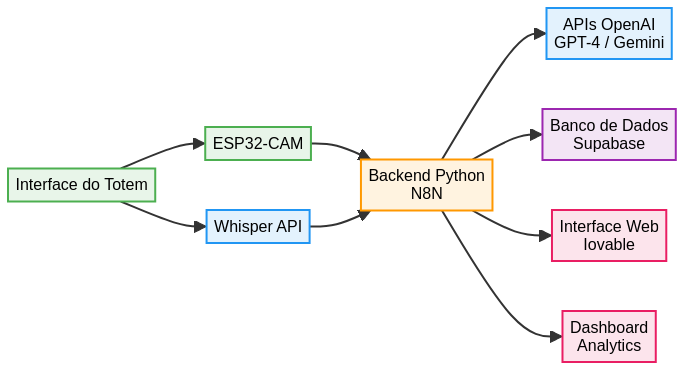 Interface do Totem
ESP32-CAM
Whisper API
Backend Python
N8N
APIs OpenAI
GPT-4 / Gemini
Banco de Dados
Supabase
Interface Web
lovable
Dashboard
Analytics